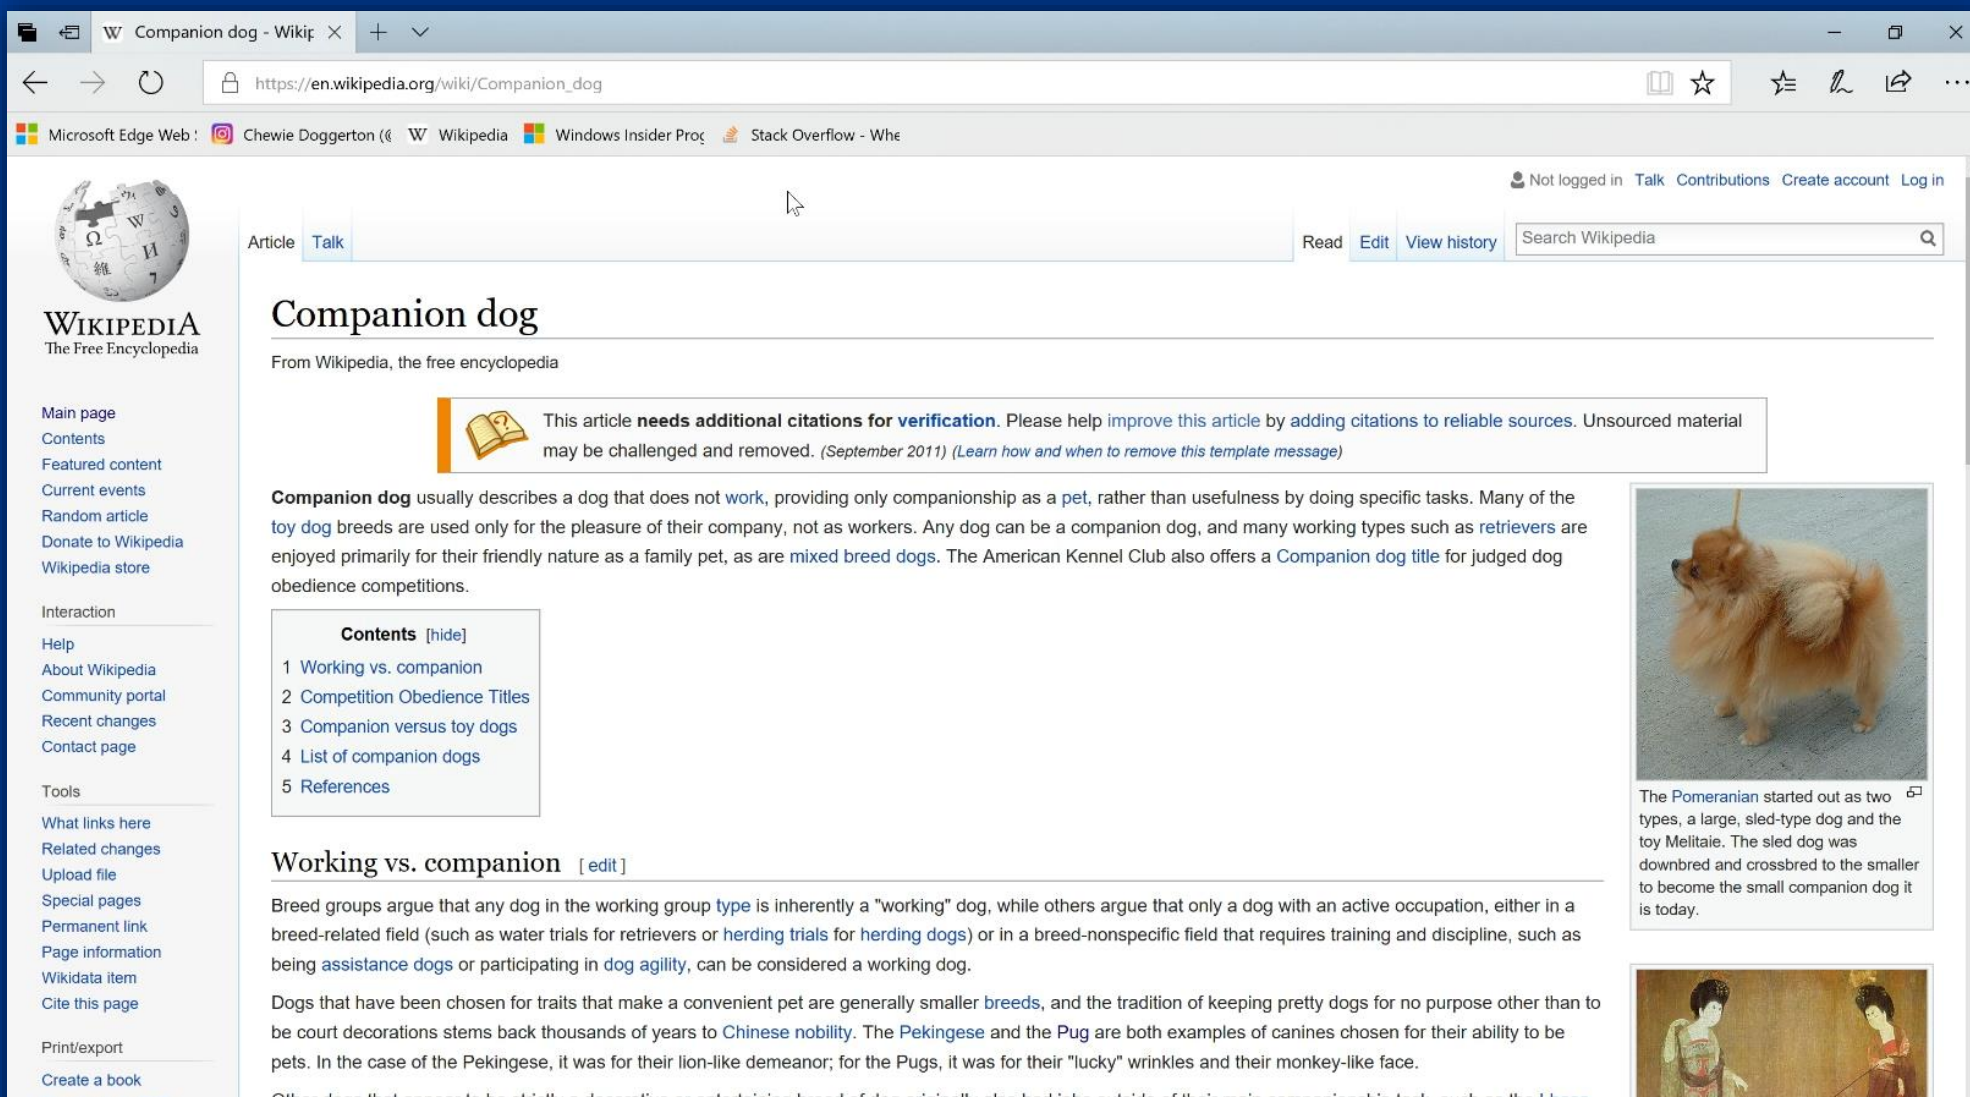 Companion dog - Wikip
https://en.wikipedia.org/wiki/Companion_dog
Microsoft Edge Web
Chewie Doggerton ((
Wikipedia
Windows Insider Prog
Stack Overflow - Whe
Not logged in Talk Contributions Create account Log in
Article Talk
Read Edit View history
Search Wikipedia
Ω W И 維 7
WIKIPEDIA
The Free Encyclopedia
Main page
Contents
Featured content
Current events
Random article
Donate to Wikipedia
Wikipedia store
Interaction
Help
About Wikipedia
Community portal
Recent changes
Contact page
Tools
What links here
Related changes
Upload file
Special pages
Permanent link
Page information
Wikidata item
Cite this page
Print/export
Create a book
Companion dog
From Wikipedia, the free encyclopedia
This article needs additional citations for verification. Please help improve this article by adding citations to reliable sources. Unsourced material
may be challenged and removed. (September 2011) (Learn how and when to remove this template message)
Companion dog usually describes a dog that does not work, providing only companionship as a pet, rather than usefulness by doing specific tasks. Many of the
toy dog breeds are used only for the pleasure of their company, not as workers. Any dog can be a companion dog, and many working types such as retrievers are
enjoyed primarily for their friendly nature as a family pet, as are mixed breed dogs. The American Kennel Club also offers a Companion dog title for judged dog
obedience competitions.
Contents [hide]
1 Working vs. companion
2 Competition Obedience Titles
3 Companion versus toy dogs
4 List of companion dogs
5 References
The Pomeranian started out as two
types, a large, sled-type dog and the
toy Melitaie. The sled dog was
downbred and crossbred to the smaller
to become the small companion dog it
is today.
Working vs. companion [ edit ]
Breed groups argue that any dog in the working group type is inherently a "working" dog, while others argue that only a dog with an active occupation, either in a
breed-related field (such as water trials for retrievers or herding trials for herding dogs) or in a breed-nonspecific field that requires training and discipline, such as
being assistance dogs or participating in dog agility, can be considered a working dog.
Dogs that have been chosen for traits that make a convenient pet are generally smaller breeds, and the tradition of keeping pretty dogs for no purpose other than to
be court decorations stems back thousands of years to Chinese nobility. The Pekingese and the Pug are both examples of canines chosen for their ability to be
pets. In the case of the Pekingese, it was for their lion-like demeanor; for the Pugs, it was for their "lucky" wrinkles and their monkey-like face.